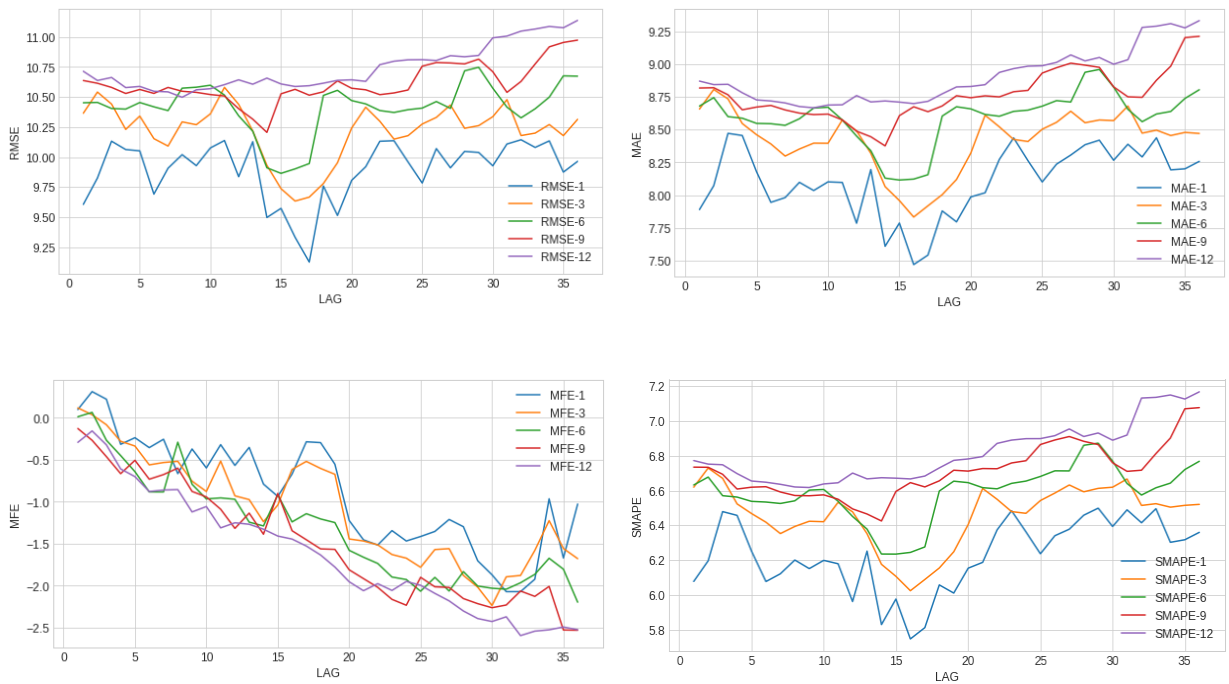 11.00
10.75
10.50
10.25
10.00
9.75
9.50
9.25
RMSE
0 5 10 15 20 25 30 35
LAG
RMSE-1
RMSE-3
RMSE-6
RMSE-9
RMSE-12
9.25
9.00
8.75
8.50
8.25
8.00
7.75
7.50
MAE
0 5 10 15 20 25 30 35
LAG
MAE-1
MAE-3
MAE-6
MAE-9
MAE-12
0.0
−0.5
−1.0
−1.5
−2.0
−2.5
MFE
0 5 10 15 20 25 30 35
LAG
MFE-1
MFE-3
MFE-6
MFE-9
MFE-12
7.2
7.0
6.8
6.6
6.4
6.2
6.0
5.8
SMAPE
0 5 10 15 20 25 30 35
LAG
SMAPE-1
SMAPE-3
SMAPE-6
SMAPE-9
SMAPE-12